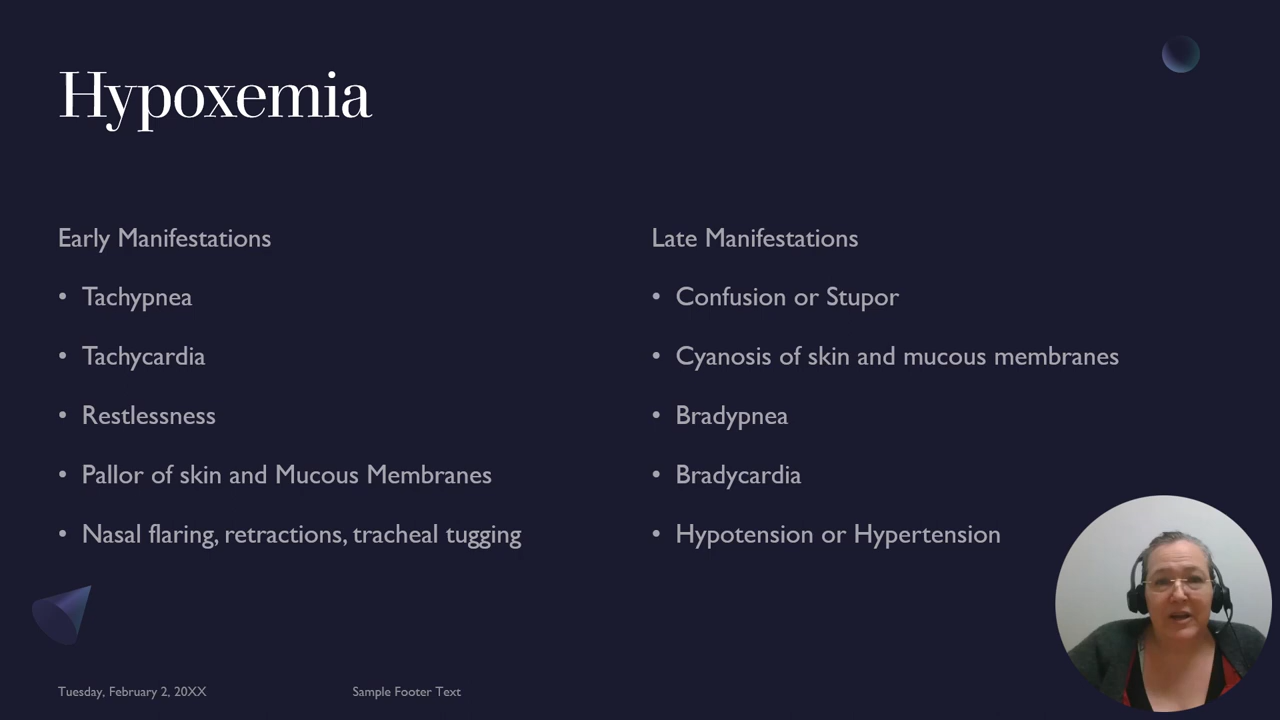 Hypoxemia
Early Manifestations
• Tachypnea
• Tachycardia
• Restlessness
• Pallor of skin and Mucous Membranes
• Nasal flaring, retractions, tracheal tugging
Late Manifestations
• Confusion or Stupor
• Cyanosis of skin and mucous membranes
• Bradypnea
• Bradycardia
• Hypotension or Hypertension
Tuesday, February 2, 20XX
Sample Footer Text